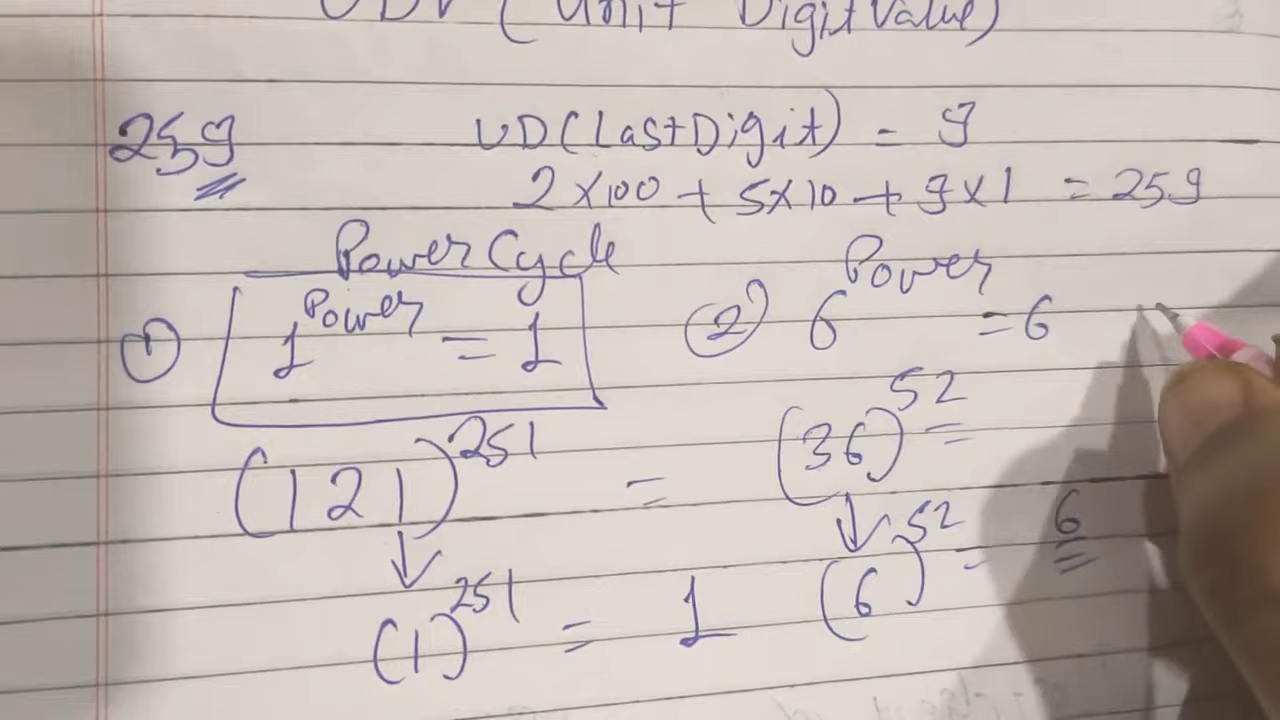 UDV (Unit Digit Value)
259 UD(Last Digit) = 9
2×100 + 5×10 + 9×1 = 259
Power Cycle
① 1^Power = 1 ② 6^Power = 6
(121)^251 = (36)^52 =
(1)^251 = 1 (6)^52 = 6